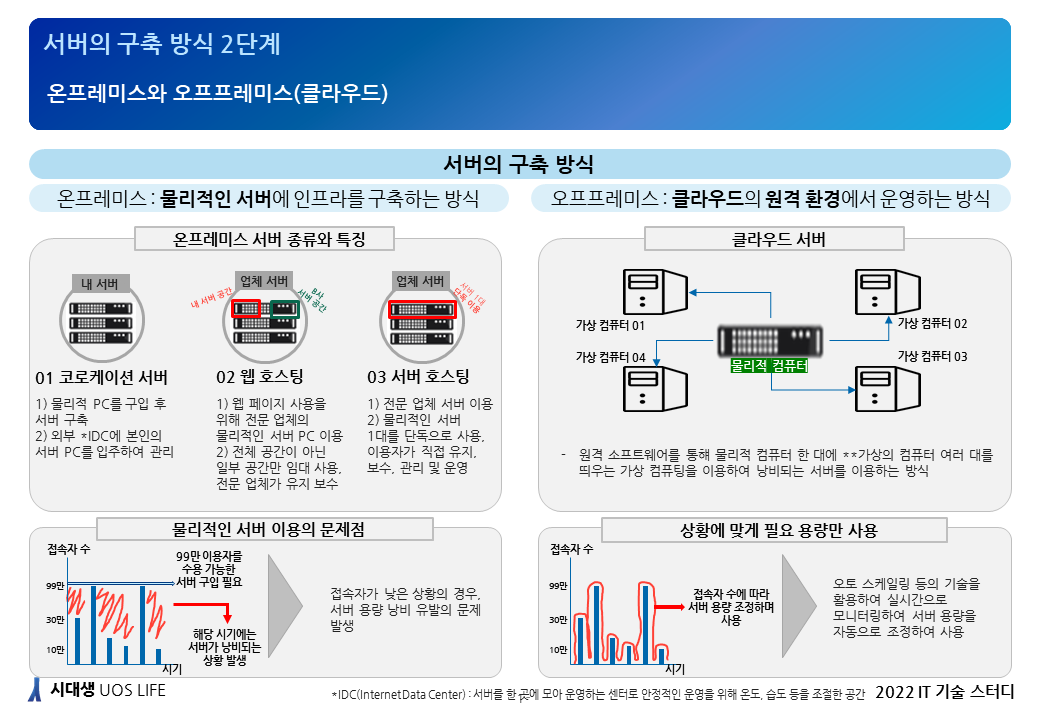 서버의 구축 방식 2단계
온프레미스와 오프프레미스(클라우드)
서버의 구축 방식
온프레미스 : 물리적인 서버에 인프라를 구축하는 방식
오프프레미스 : 클라우드의 원격 환경에서 운영하는 방식
온프레미스 서버 종류와 특징
내 서버
업체 서버
내 서버 공간
B사
서버 공간
업체 서버
서버 1대
단독 이용
01 코로케이션 서버
1) 물리적 PC를 구입 후
서버 구축
2) 외부 *IDC에 본인의
서버 PC를 입주하여 관리
02 웹 호스팅
1) 웹 페이지 사용을
위해 전문 업체의
물리적인 서버 PC 이용
2) 전체 공간이 아닌
일부 공간만 임대 사용,
전문 업체가 유지 보수
03 서버 호스팅
1) 전문 업체 서버 이용
2) 물리적인 서버
1대를 단독으로 사용,
이용자가 직접 유지,
보수, 관리 및 운영
클라우드 서버
가상 컴퓨터 01
가상 컴퓨터 02
가상 컴퓨터 04
가상 컴퓨터 03
물리적 컴퓨터
- 원격 소프트웨어를 통해 물리적 컴퓨터 한 대에 **가상의 컴퓨터 여러 대를
띄우는 가상 컴퓨팅을 이용하여 낭비되는 서버를 이용하는 방식
물리적인 서버 이용의 문제점
접속자 수
99만
30만
10만
시기
99만 이용자를
수용 가능한
서버 구입 필요
해당 시기에는
서버가 낭비되는
상황 발생
접속자가 낮은 상황의 경우,
서버 용량 낭비 유발의 문제
발생
상황에 맞게 필요 용량만 사용
접속자 수
99만
30만
10만
시기
접속자 수에 따라
서버 용량 조정하며
사용
오토 스케일링 등의 기술을
활용하여 실시간으로
모니터링하여 서버 용량을
자동으로 조정하여 사용
시대생 UOS LIFE
*IDC(InternetData Center) : 서버를 한 곳에 모아 운영하는 센터로 안정적인 운영을 위해 온도, 습도 등을 조절한 공간
2022 IT 기술 스터디